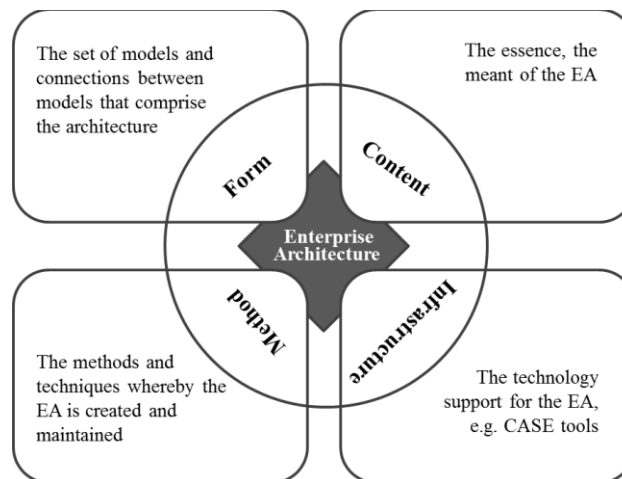 The set of models and
connections between
models that comprise
the architecture
The essence, the
meant of the EA
Form
Content
Enterprise
Architecture
Method
Infrastructure
The methods and
techniques whereby the
EA is created and
maintained
The technology
support for the EA,
e.g. CASE tools